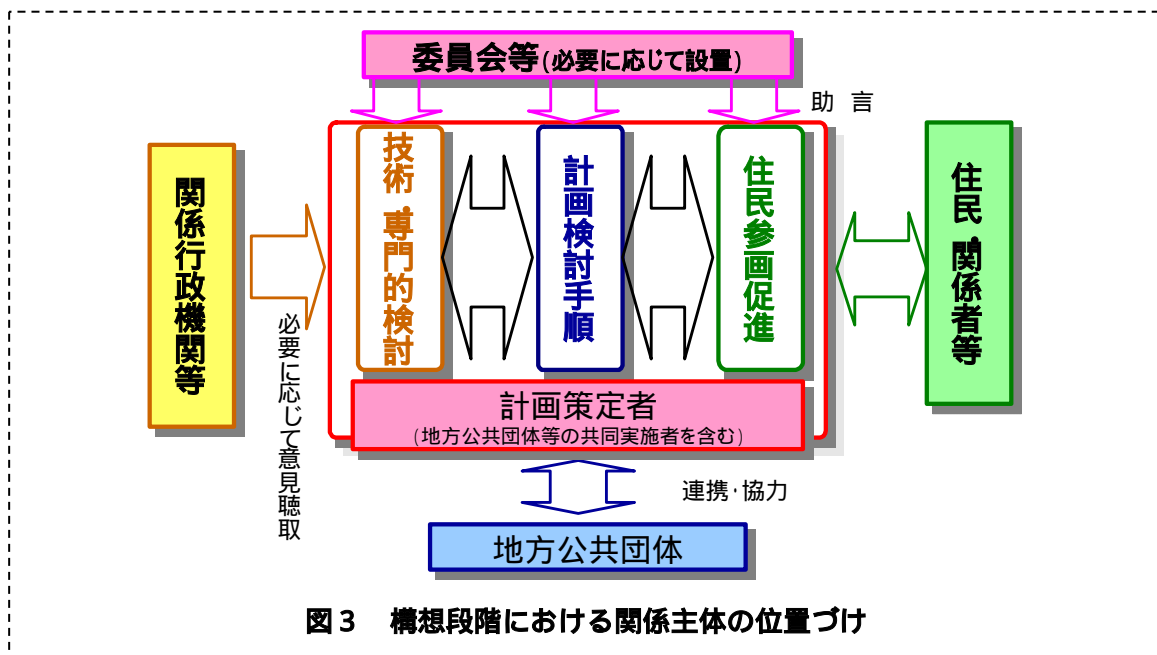 委員会等(必要に応じて設置)
助 言
関係行政機関等
必要に応じて意見聴取
技術・専門的検討
計画検討手順
住民参画促進
住民・関係者等
計画策定者
(地方公共団体等の共同実施者を含む)
連携・協力
地方公共団体
図3 構想段階における関係主体の位置づけ